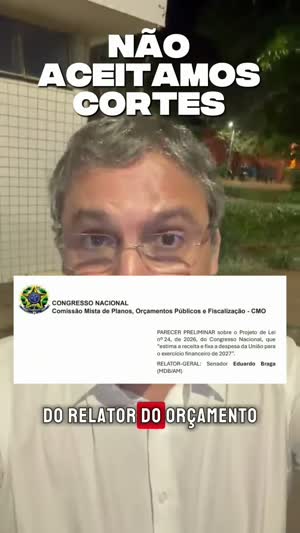 NÃO
ACEITAMOS
CORTES
CONGRESSO NACIONAL
Comissão Mista de Planos, Orçamentos Públicos e Fiscalização - CMO
PARECER PRELIMINAR sobre o Projeto de Lei
nº 24, de 2026, do Congresso Nacional, que
"estima a receita e fixa a despesa da União para
o exercício financeiro de 2027".
RELATOR-GERAL: Senador Eduardo Braga
(MDB/AM)
DO RELATOR DO ORÇAMENTO